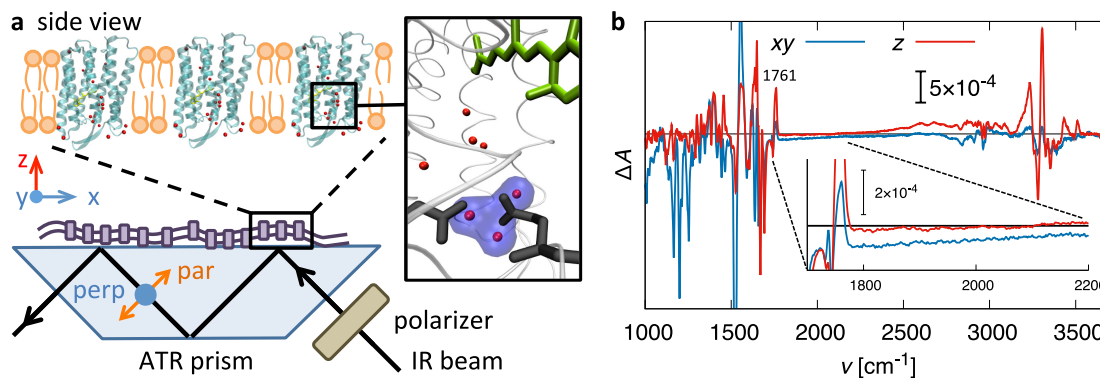 a side view
z
y
x
perp
par
polarizer
ATR prism
IR beam
b
xy
z
1761
5×10⁻⁴
ΔA
2×10⁻⁴
1800
2000
2200
1000
1500
2000
2500
3000
3500
ν [cm⁻¹]